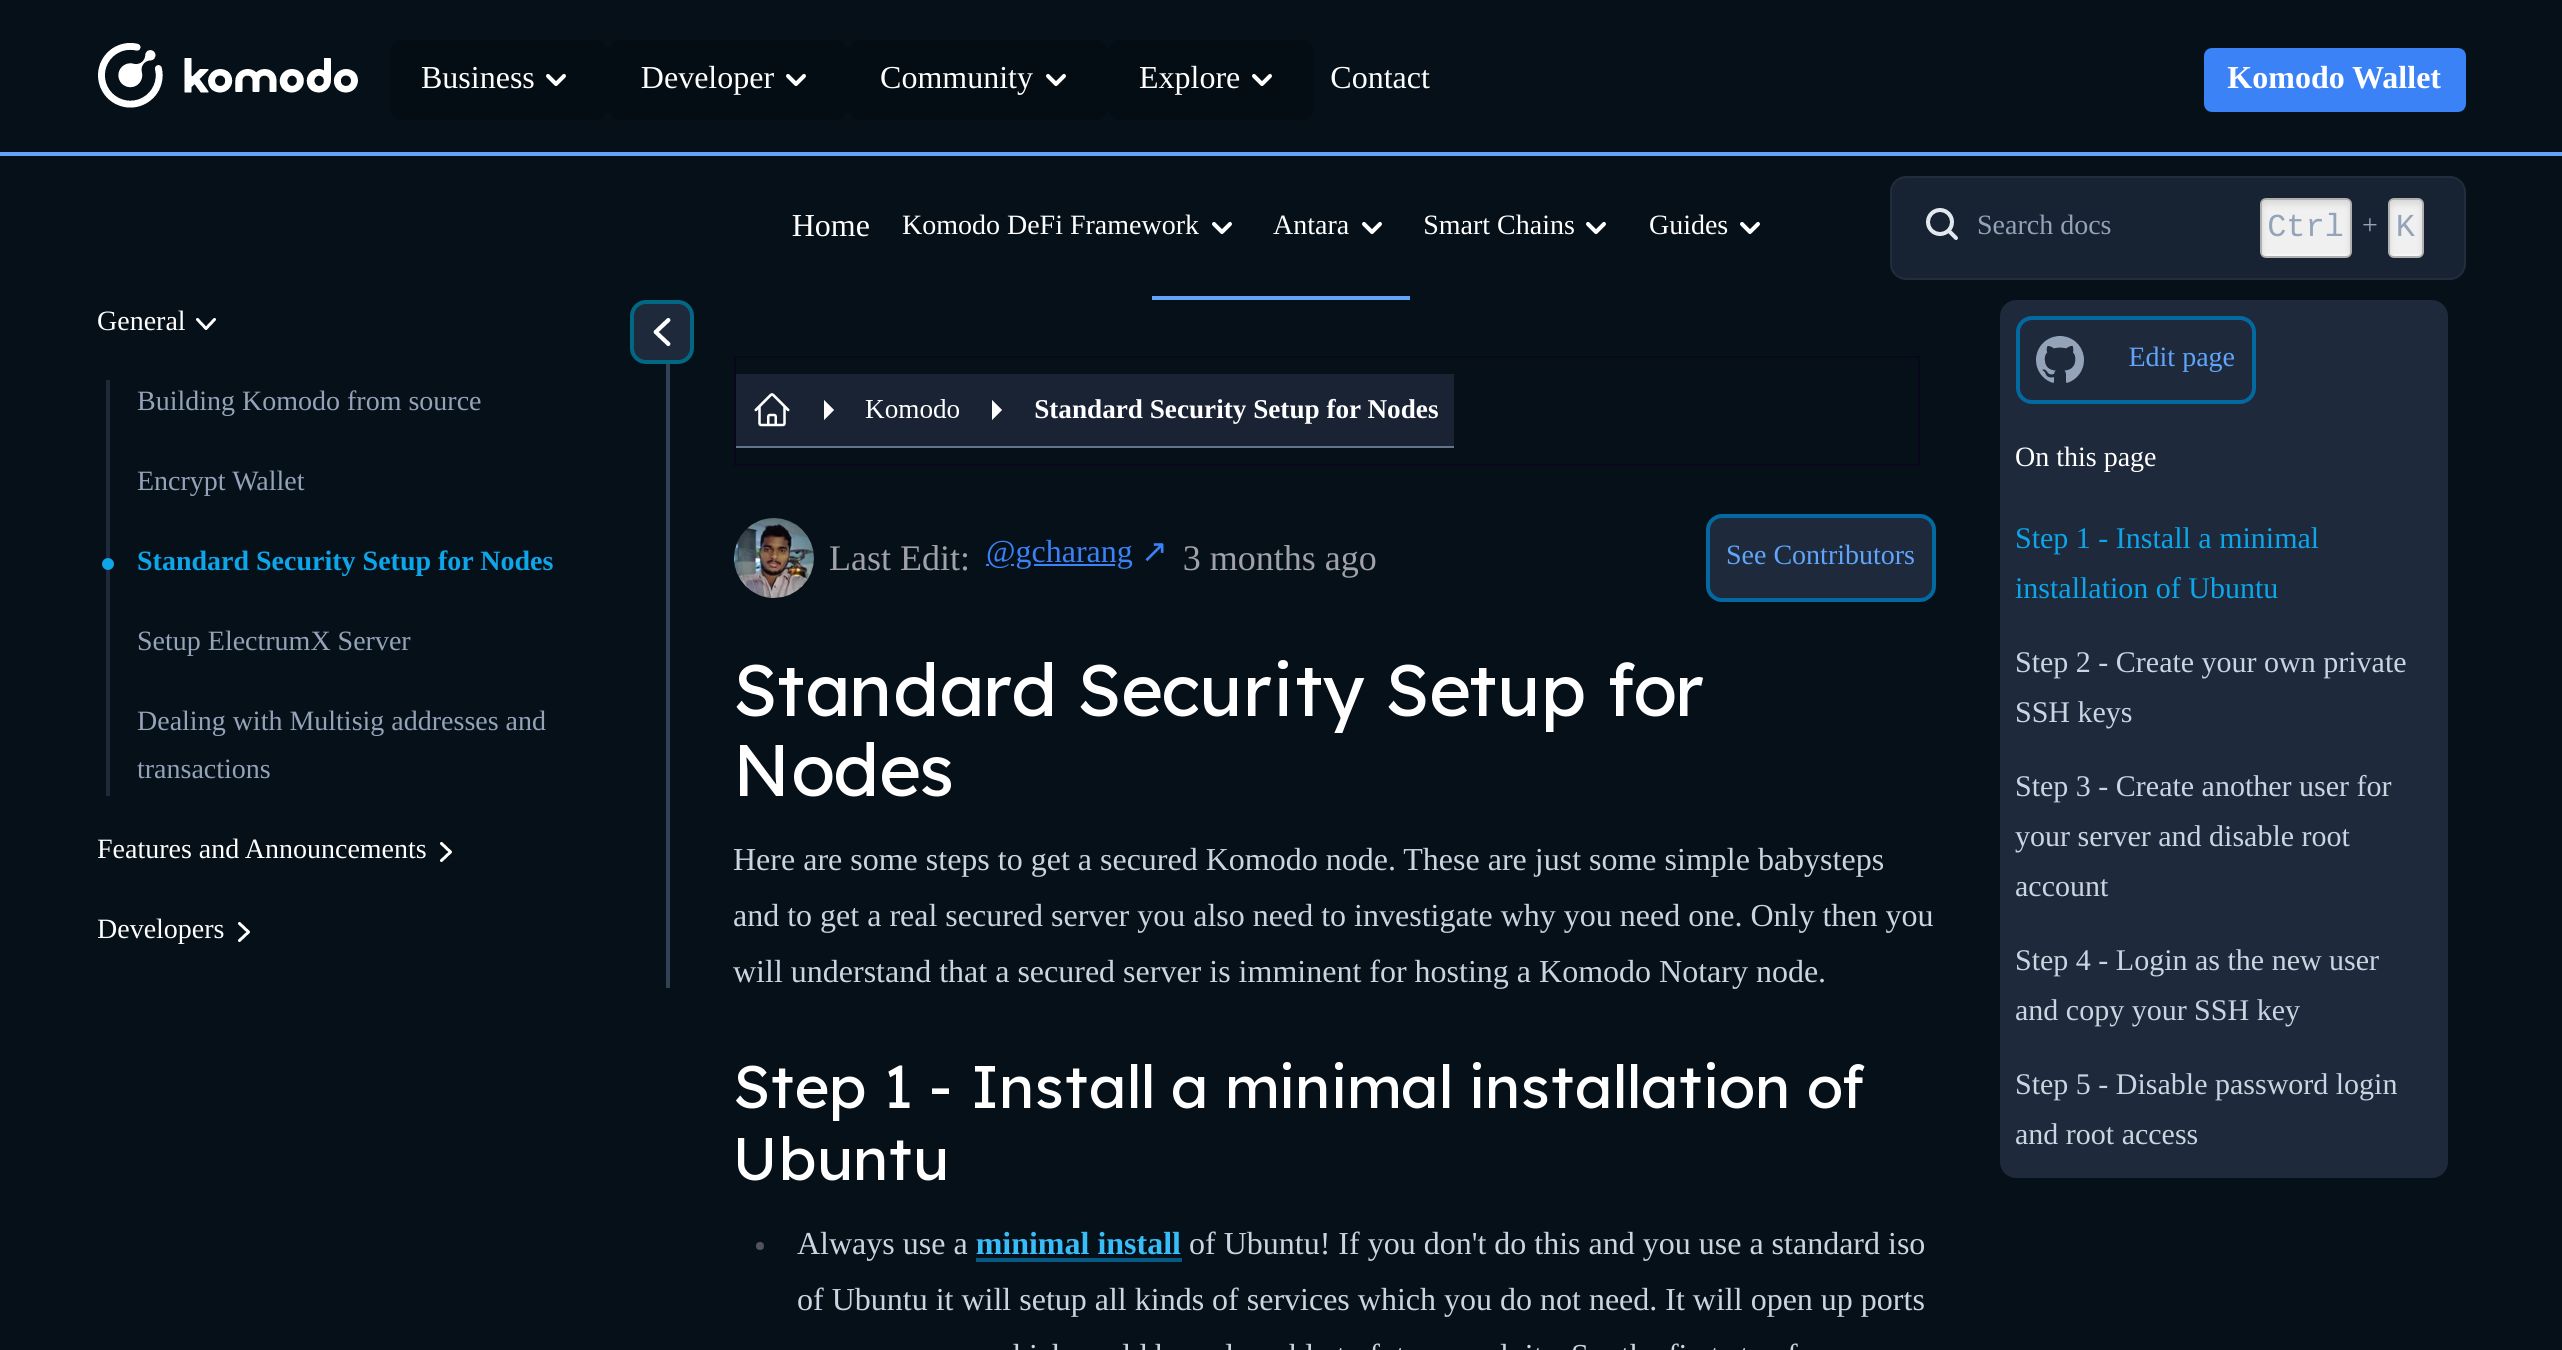 komodo
Business
Developer
Community
Explore
Contact
Komodo Wallet
Home
Komodo DeFi Framework
Antara
Smart Chains
Guides
Search docs
Ctrl + K
General
Building Komodo from source
Encrypt Wallet
Standard Security Setup for Nodes
Setup ElectrumX Server
Dealing with Multisig addresses and
transactions
Features and Announcements
Developers
Komodo
Standard Security Setup for Nodes
Last Edit: @gcharang ↗ 3 months ago
See Contributors
Standard Security Setup for
Nodes
Here are some steps to get a secured Komodo node. These are just some simple babysteps
and to get a real secured server you also need to investigate why you need one. Only then you
will understand that a secured server is imminent for hosting a Komodo Notary node.
Step 1 - Install a minimal installation of
Ubuntu
Always use a minimal install of Ubuntu! If you don't do this and you use a standard iso
of Ubuntu it will setup all kinds of services which you do not need. It will open up ports
Edit page
On this page
Step 1 - Install a minimal
installation of Ubuntu
Step 2 - Create your own private
SSH keys
Step 3 - Create another user for
your server and disable root
account
Step 4 - Login as the new user
and copy your SSH key
Step 5 - Disable password login
and root access